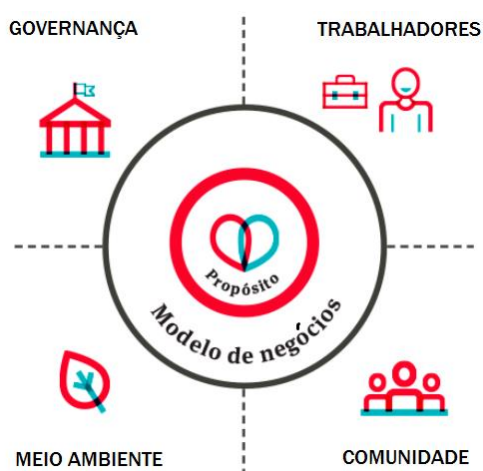 GOVERNANÇA
TRABALHADORES
Propósito
Modelo de negócios
MEIO AMBIENTE
COMUNIDADE